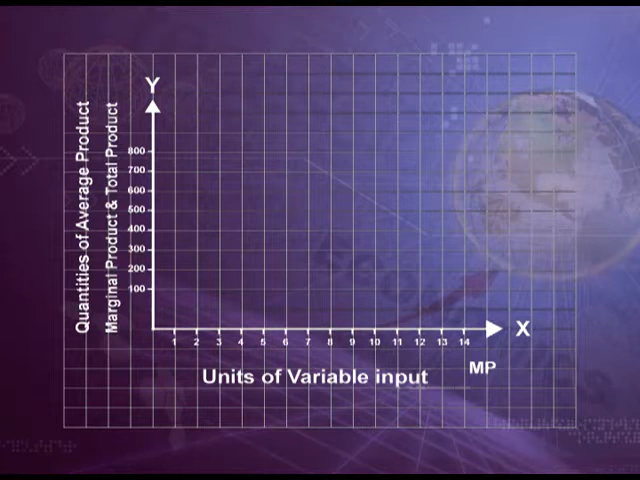 Y
Quantities of Average Product
Marginal Product & Total Product
800
700
600
500
400
300
200
100
1 2 3 4 5 6 7 8 9 10 11 12 13 14
X
MP
Units of Variable input